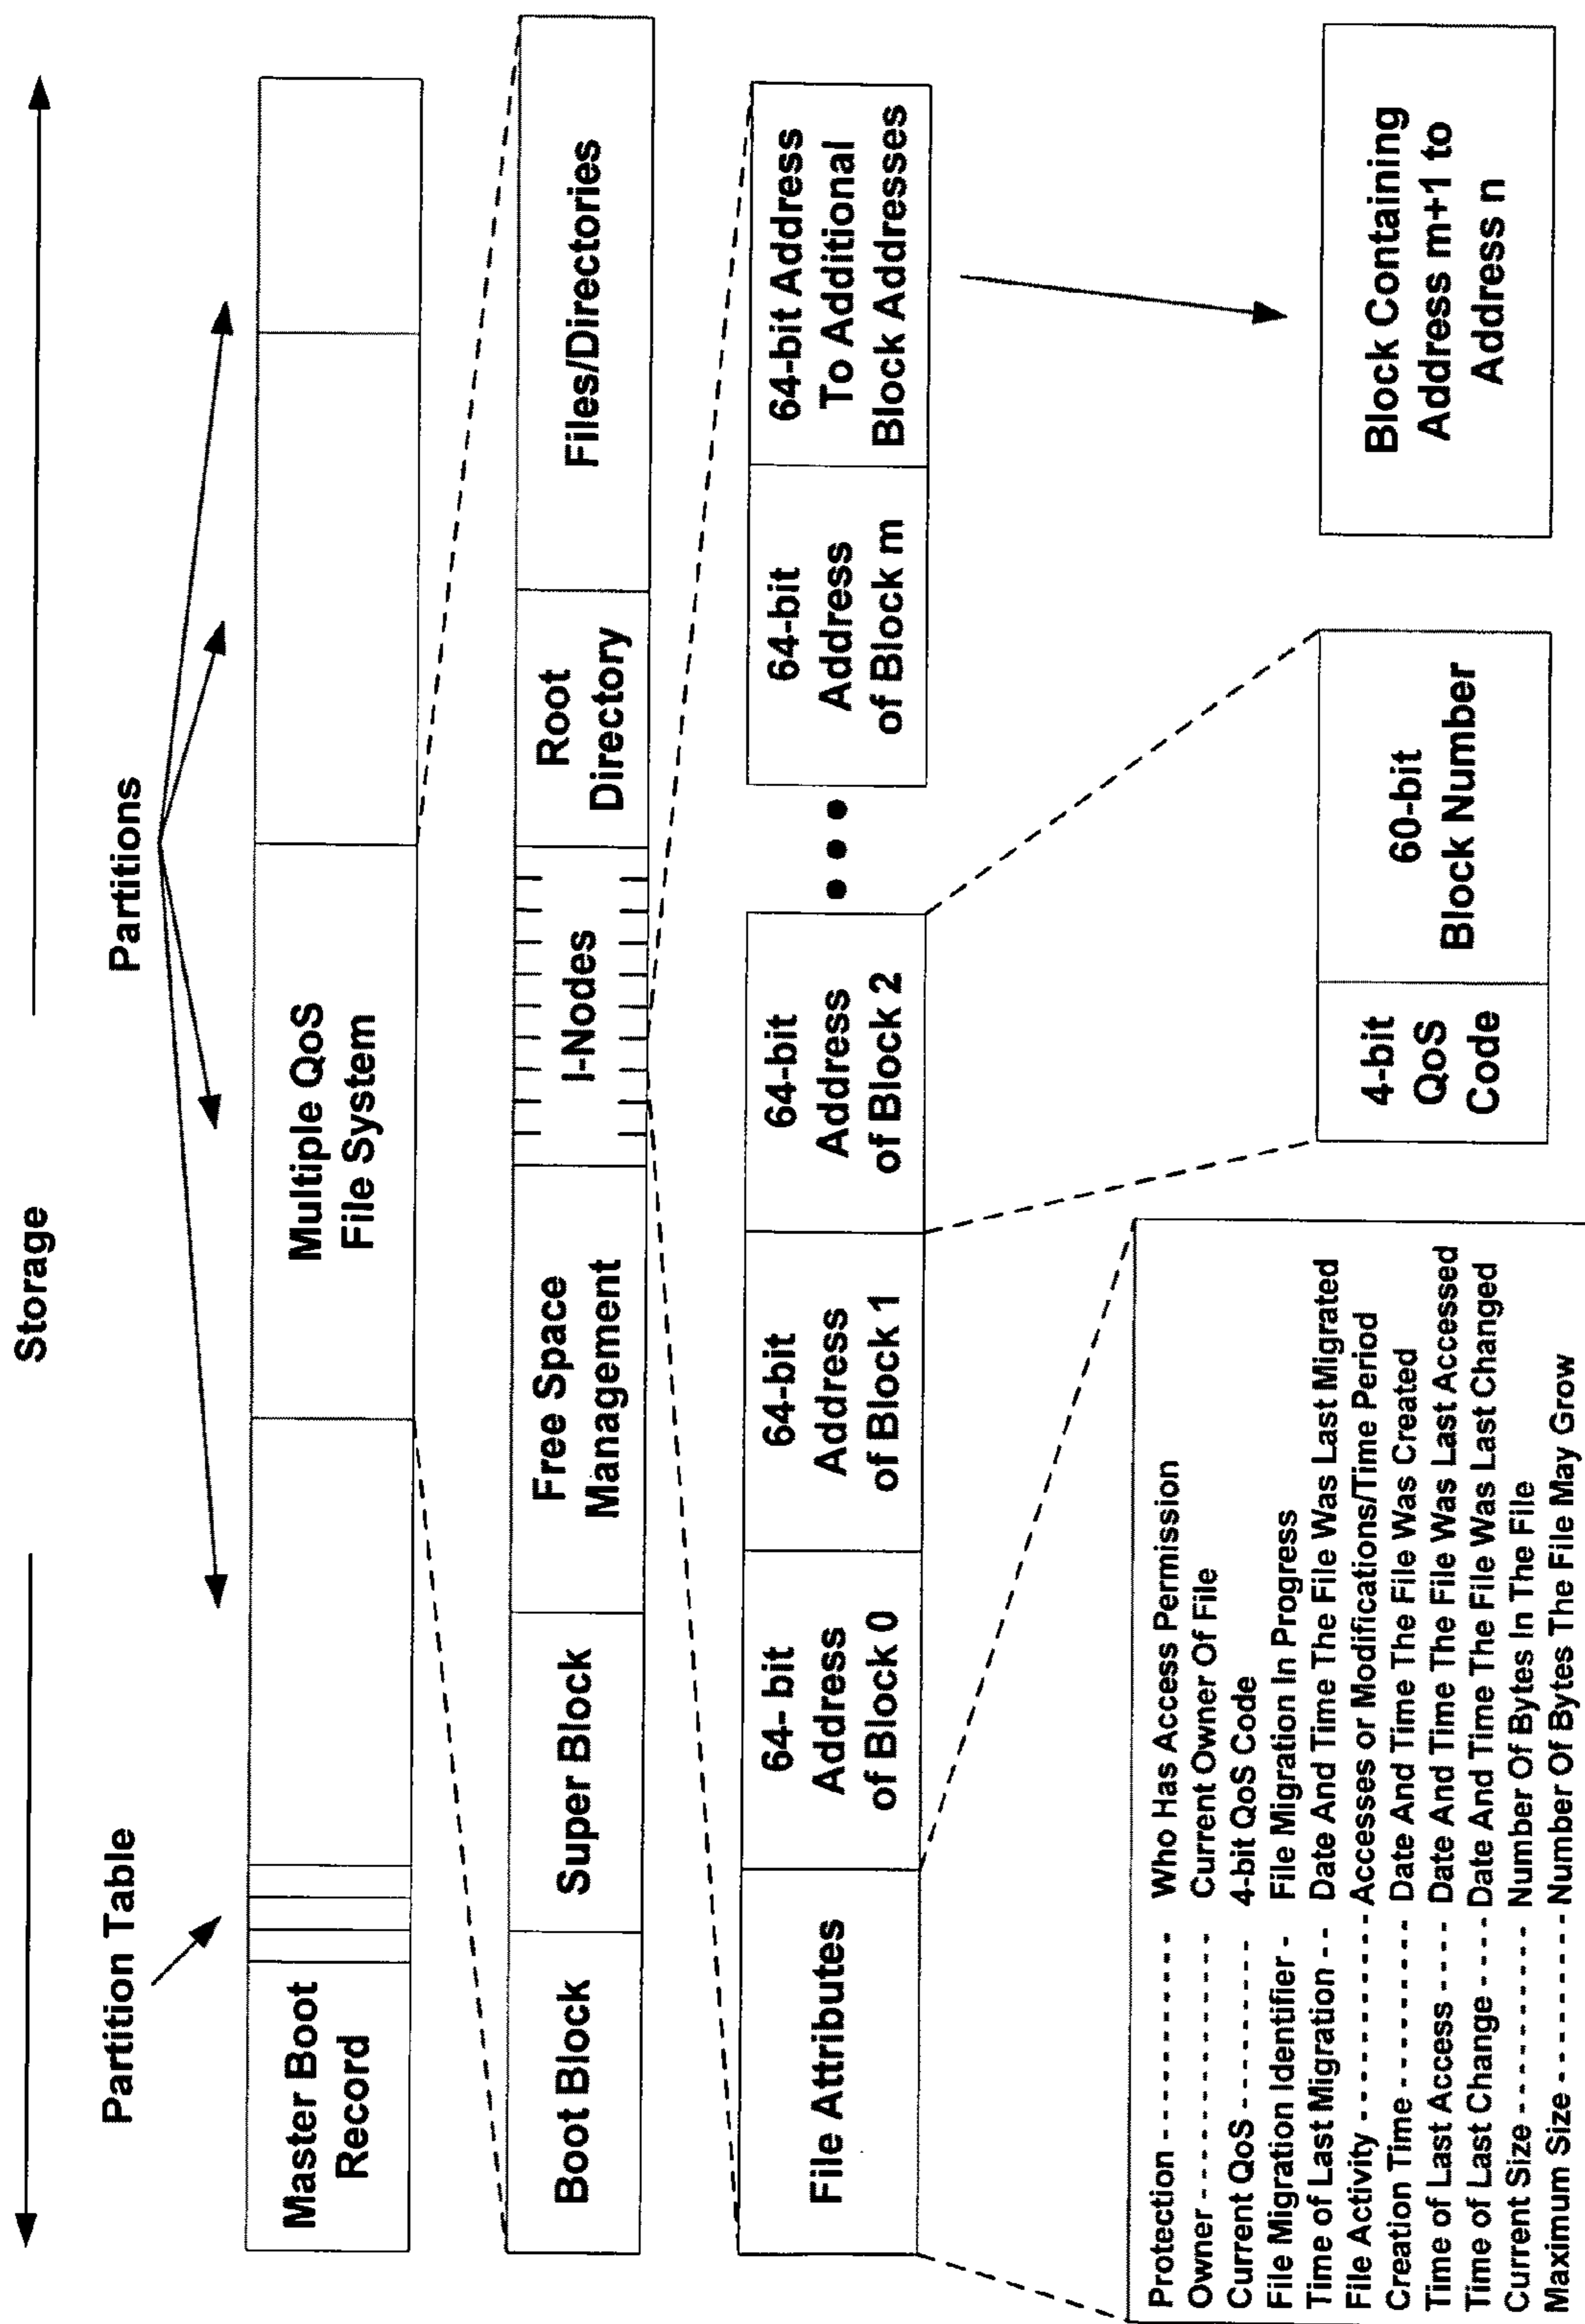 Storage
Partition Table
Partitions
Master Boot
Record
Multiple QoS
File System
Boot Block
Super Block
Free Space
Management
I-Nodes
Root
Directory
Files/Directories
File Attributes
64- bit
Address
of Block 0
64-bit
Address
of Block 1
64-bit
Address
of Block 2
64-bit
Address
of Block m
64-bit Address
To Additional
Block Addresses
Protection ---------- Who Has Access Permission
Owner ------------ Current Owner Of File
Current QoS --------- 4-bit QoS Code
File Migration Identifier - File Migration In Progress
Time of Last Migration -- Date And Time The File Was Last Migrated
File Activity ---------- Accesses or Modifications/Time Period
Creation Time -------- Date And Time The File Was Created
Time of Last Access ---- Date And Time The File Was Last Accessed
Time of Last Change ---- Date And Time The File Was Last Changed
Current Size --------- Number Of Bytes In The File
Maximum Size -------- Number Of Bytes The File May Grow
4-bit
QoS
Code
60-bit
Block Number
Block Containing
Address m+1 to
Address n